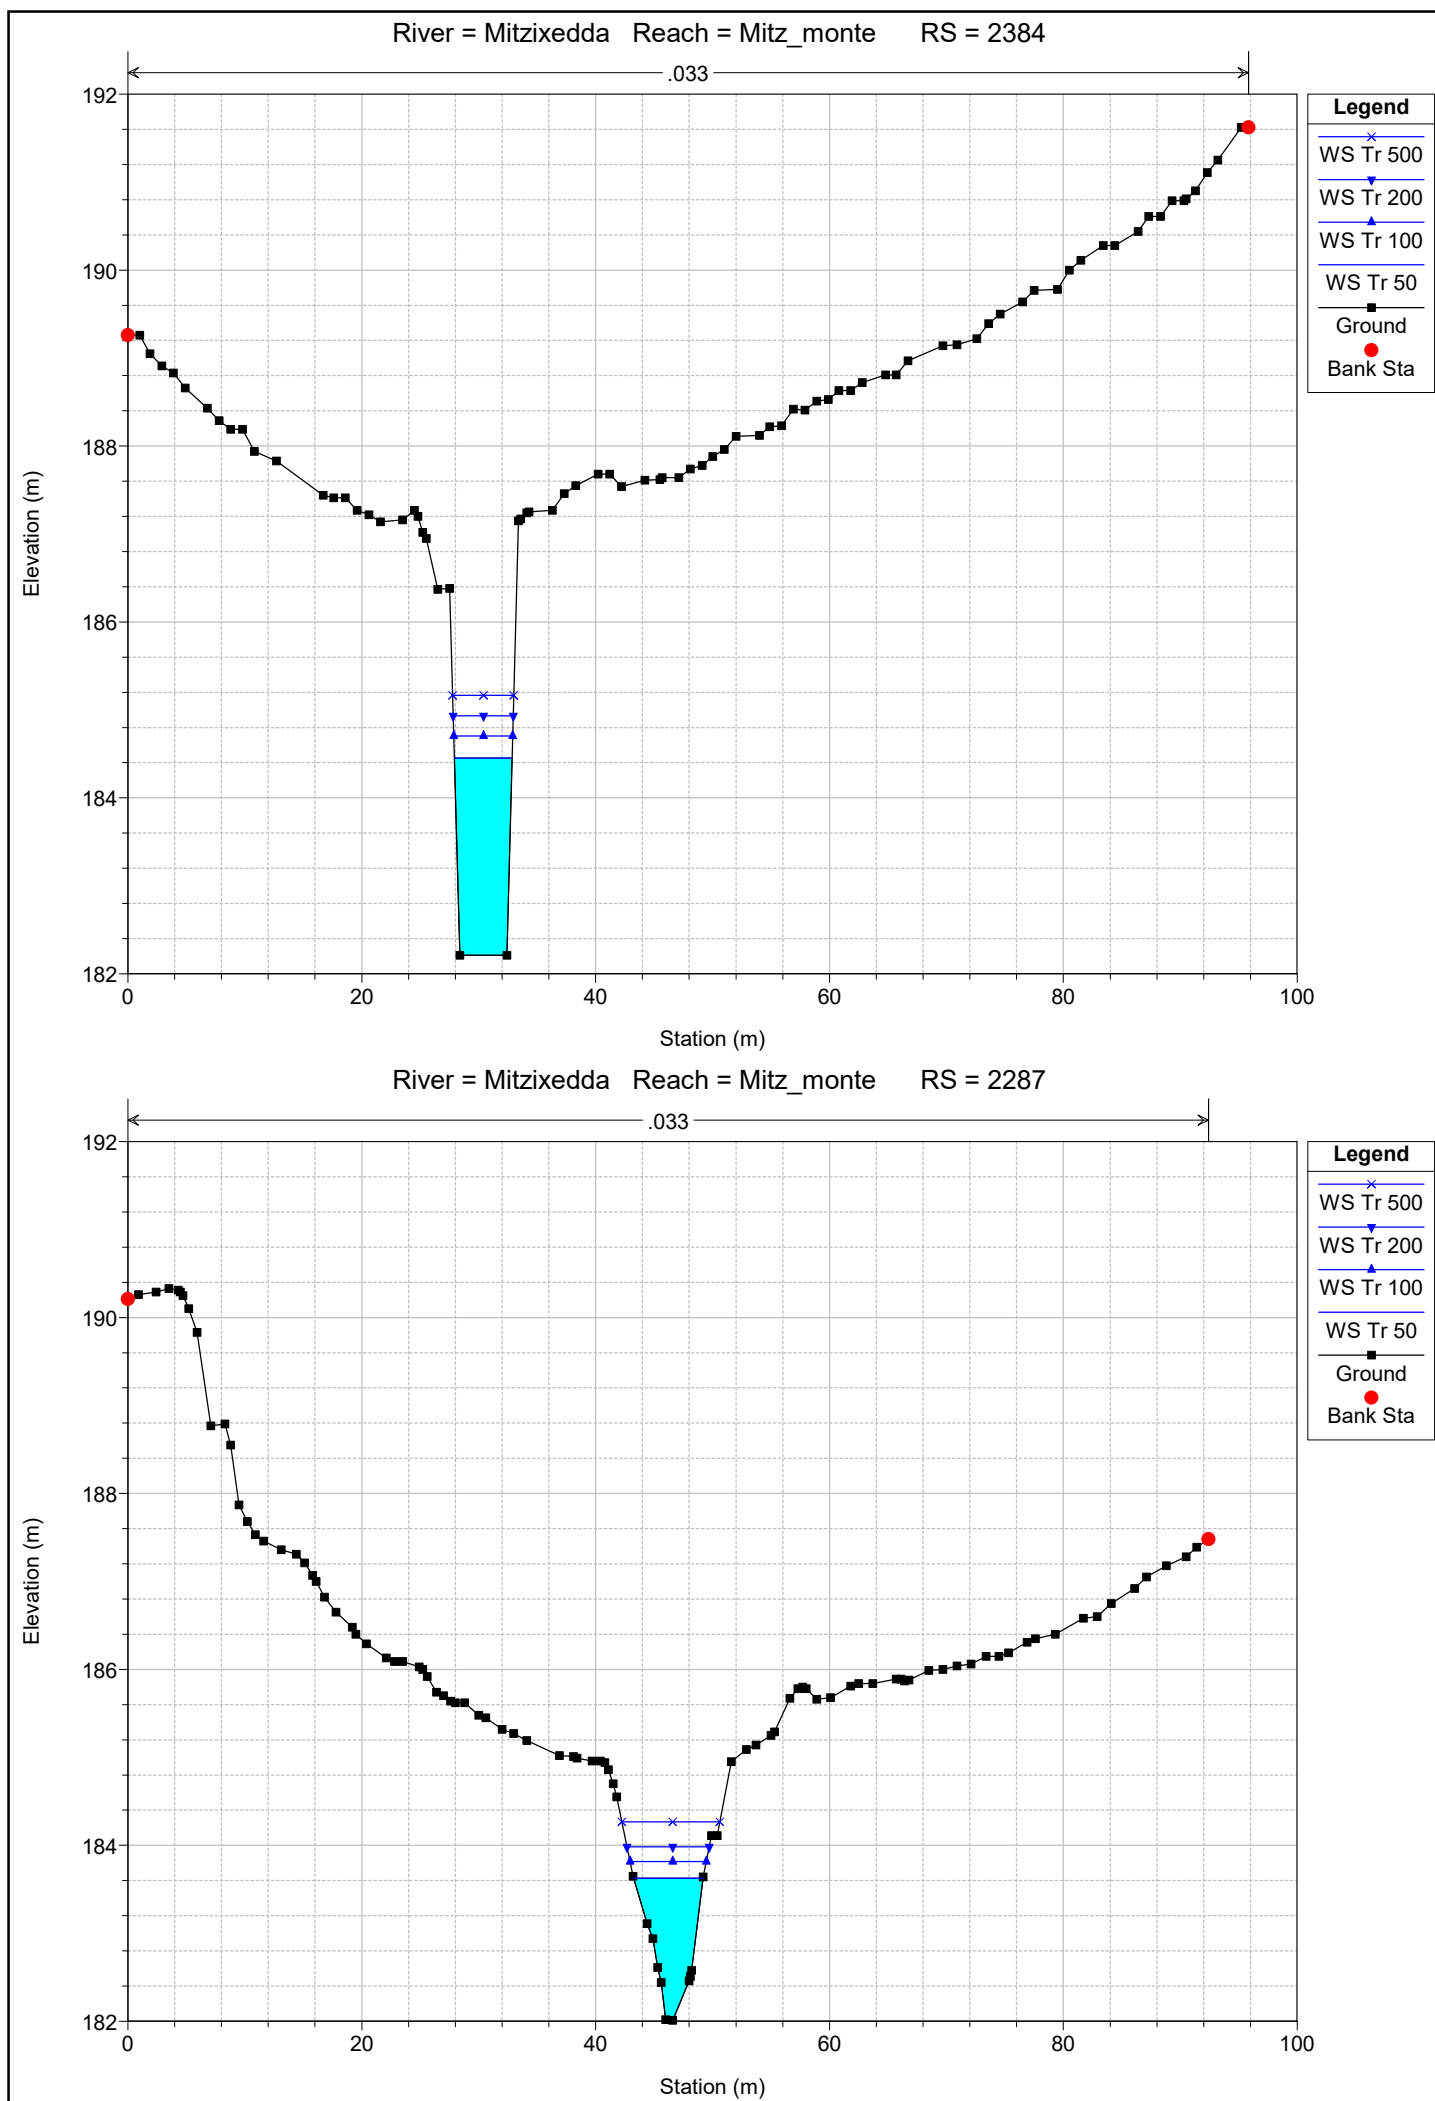 River = Mitzixedda   Reach = Mitz_monte      RS = 2384
.033
192
190
188
186
184
182
Elevation (m)
0
20
40
60
80
100
Station (m)
Legend
WS Tr 500
WS Tr 200
WS Tr 100
WS Tr 50
Ground
Bank Sta
River = Mitzixedda   Reach = Mitz_monte      RS = 2287
.033
192
190
188
186
184
182
Elevation (m)
0
20
40
60
80
100
Station (m)
Legend
WS Tr 500
WS Tr 200
WS Tr 100
WS Tr 50
Ground
Bank Sta